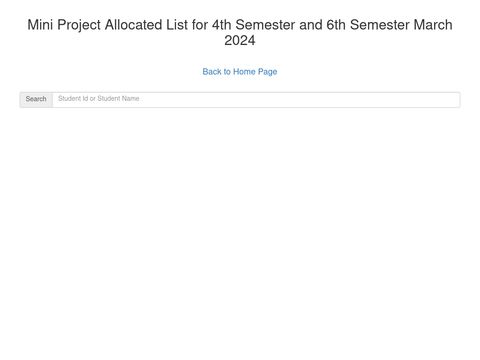 Mini Project Allocated List for 4th Semester and 6th Semester March
2024
Back to Home Page
Search Student Id or Student Name